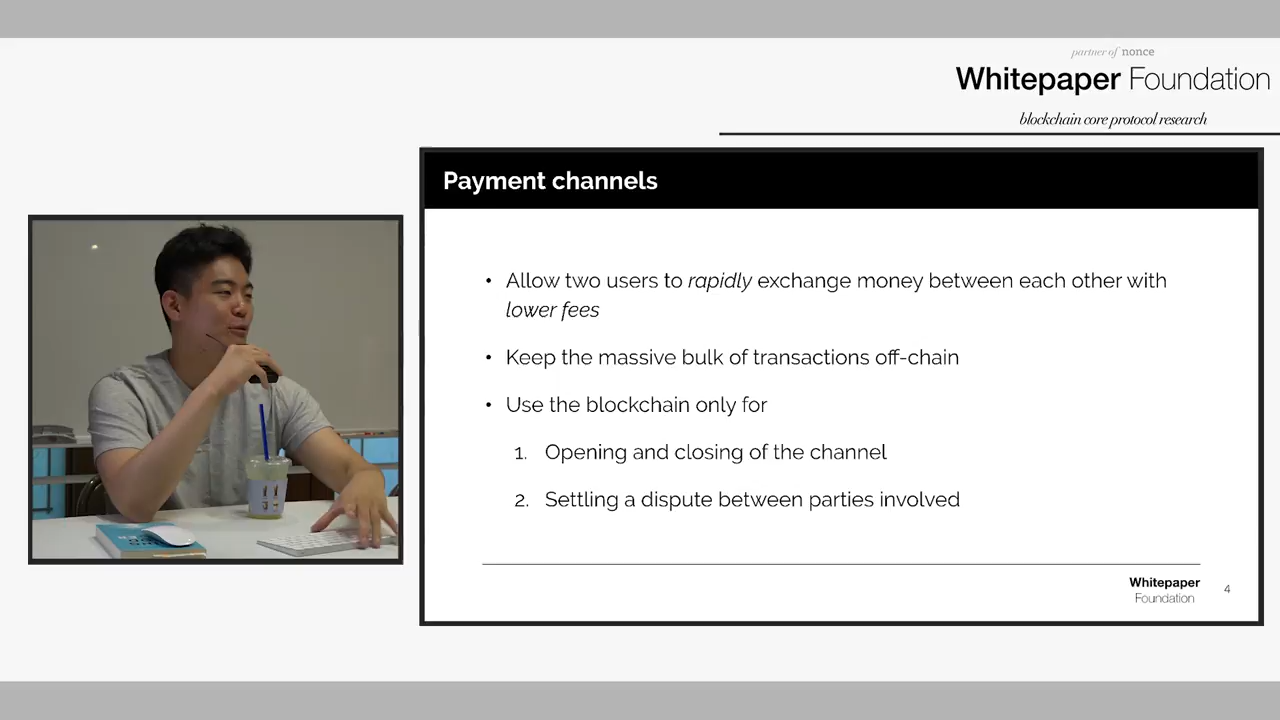 partner of nonce
Whitepaper Foundation
blockchain core protocol research
Payment channels
• Allow two users to rapidly exchange money between each other with
lower fees
• Keep the massive bulk of transactions off-chain
• Use the blockchain only for
1. Opening and closing of the channel
2. Settling a dispute between parties involved
Whitepaper
Foundation
4